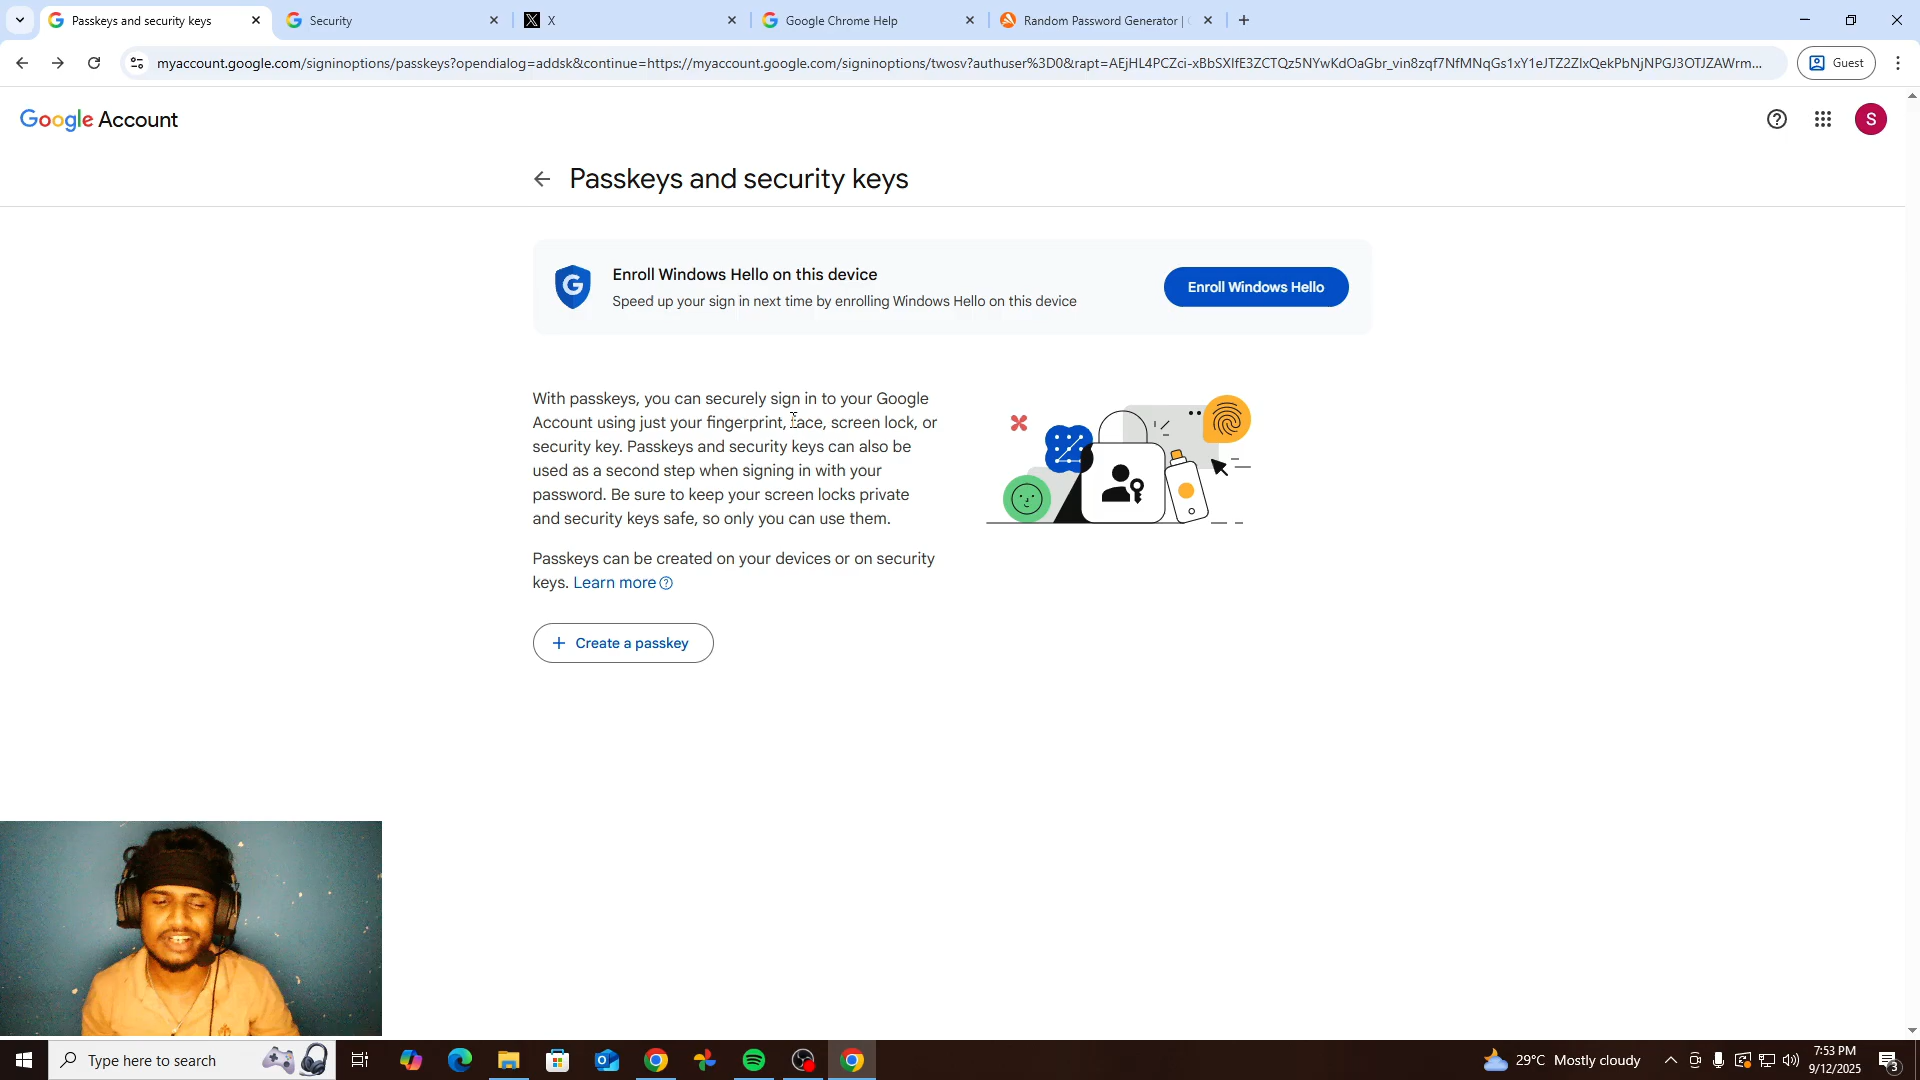 Passkeys and security keys
Security
X
Google Chrome Help
Random Password Generator |
myaccount.google.com/signinoptions/passkeys?opendialog=addsk&continue=https://myaccount.google.com/signinoptions/twosv?authuser%3D0&rapt=AEjHL4PCZci-xBbSXIfE3ZCTQz5NYwKdOaGbr_vin8zqf7NfMNqGs1xY1eJTZ2ZIxQekPbNjNPGJ3OTJZAWrm...
Guest
Google Account
S
Passkeys and security keys
Enroll Windows Hello on this device
Speed up your sign in next time by enrolling Windows Hello on this device
Enroll Windows Hello
With passkeys, you can securely sign in to your Google
Account using just your fingerprint, face, screen lock, or
security key. Passkeys and security keys can also be
used as a second step when signing in with your
password. Be sure to keep your screen locks private
and security keys safe, so only you can use them.
Passkeys can be created on your devices or on security
keys. Learn more
+ Create a passkey
Type here to search
29°C Mostly cloudy
7:53 PM
9/12/2025
3